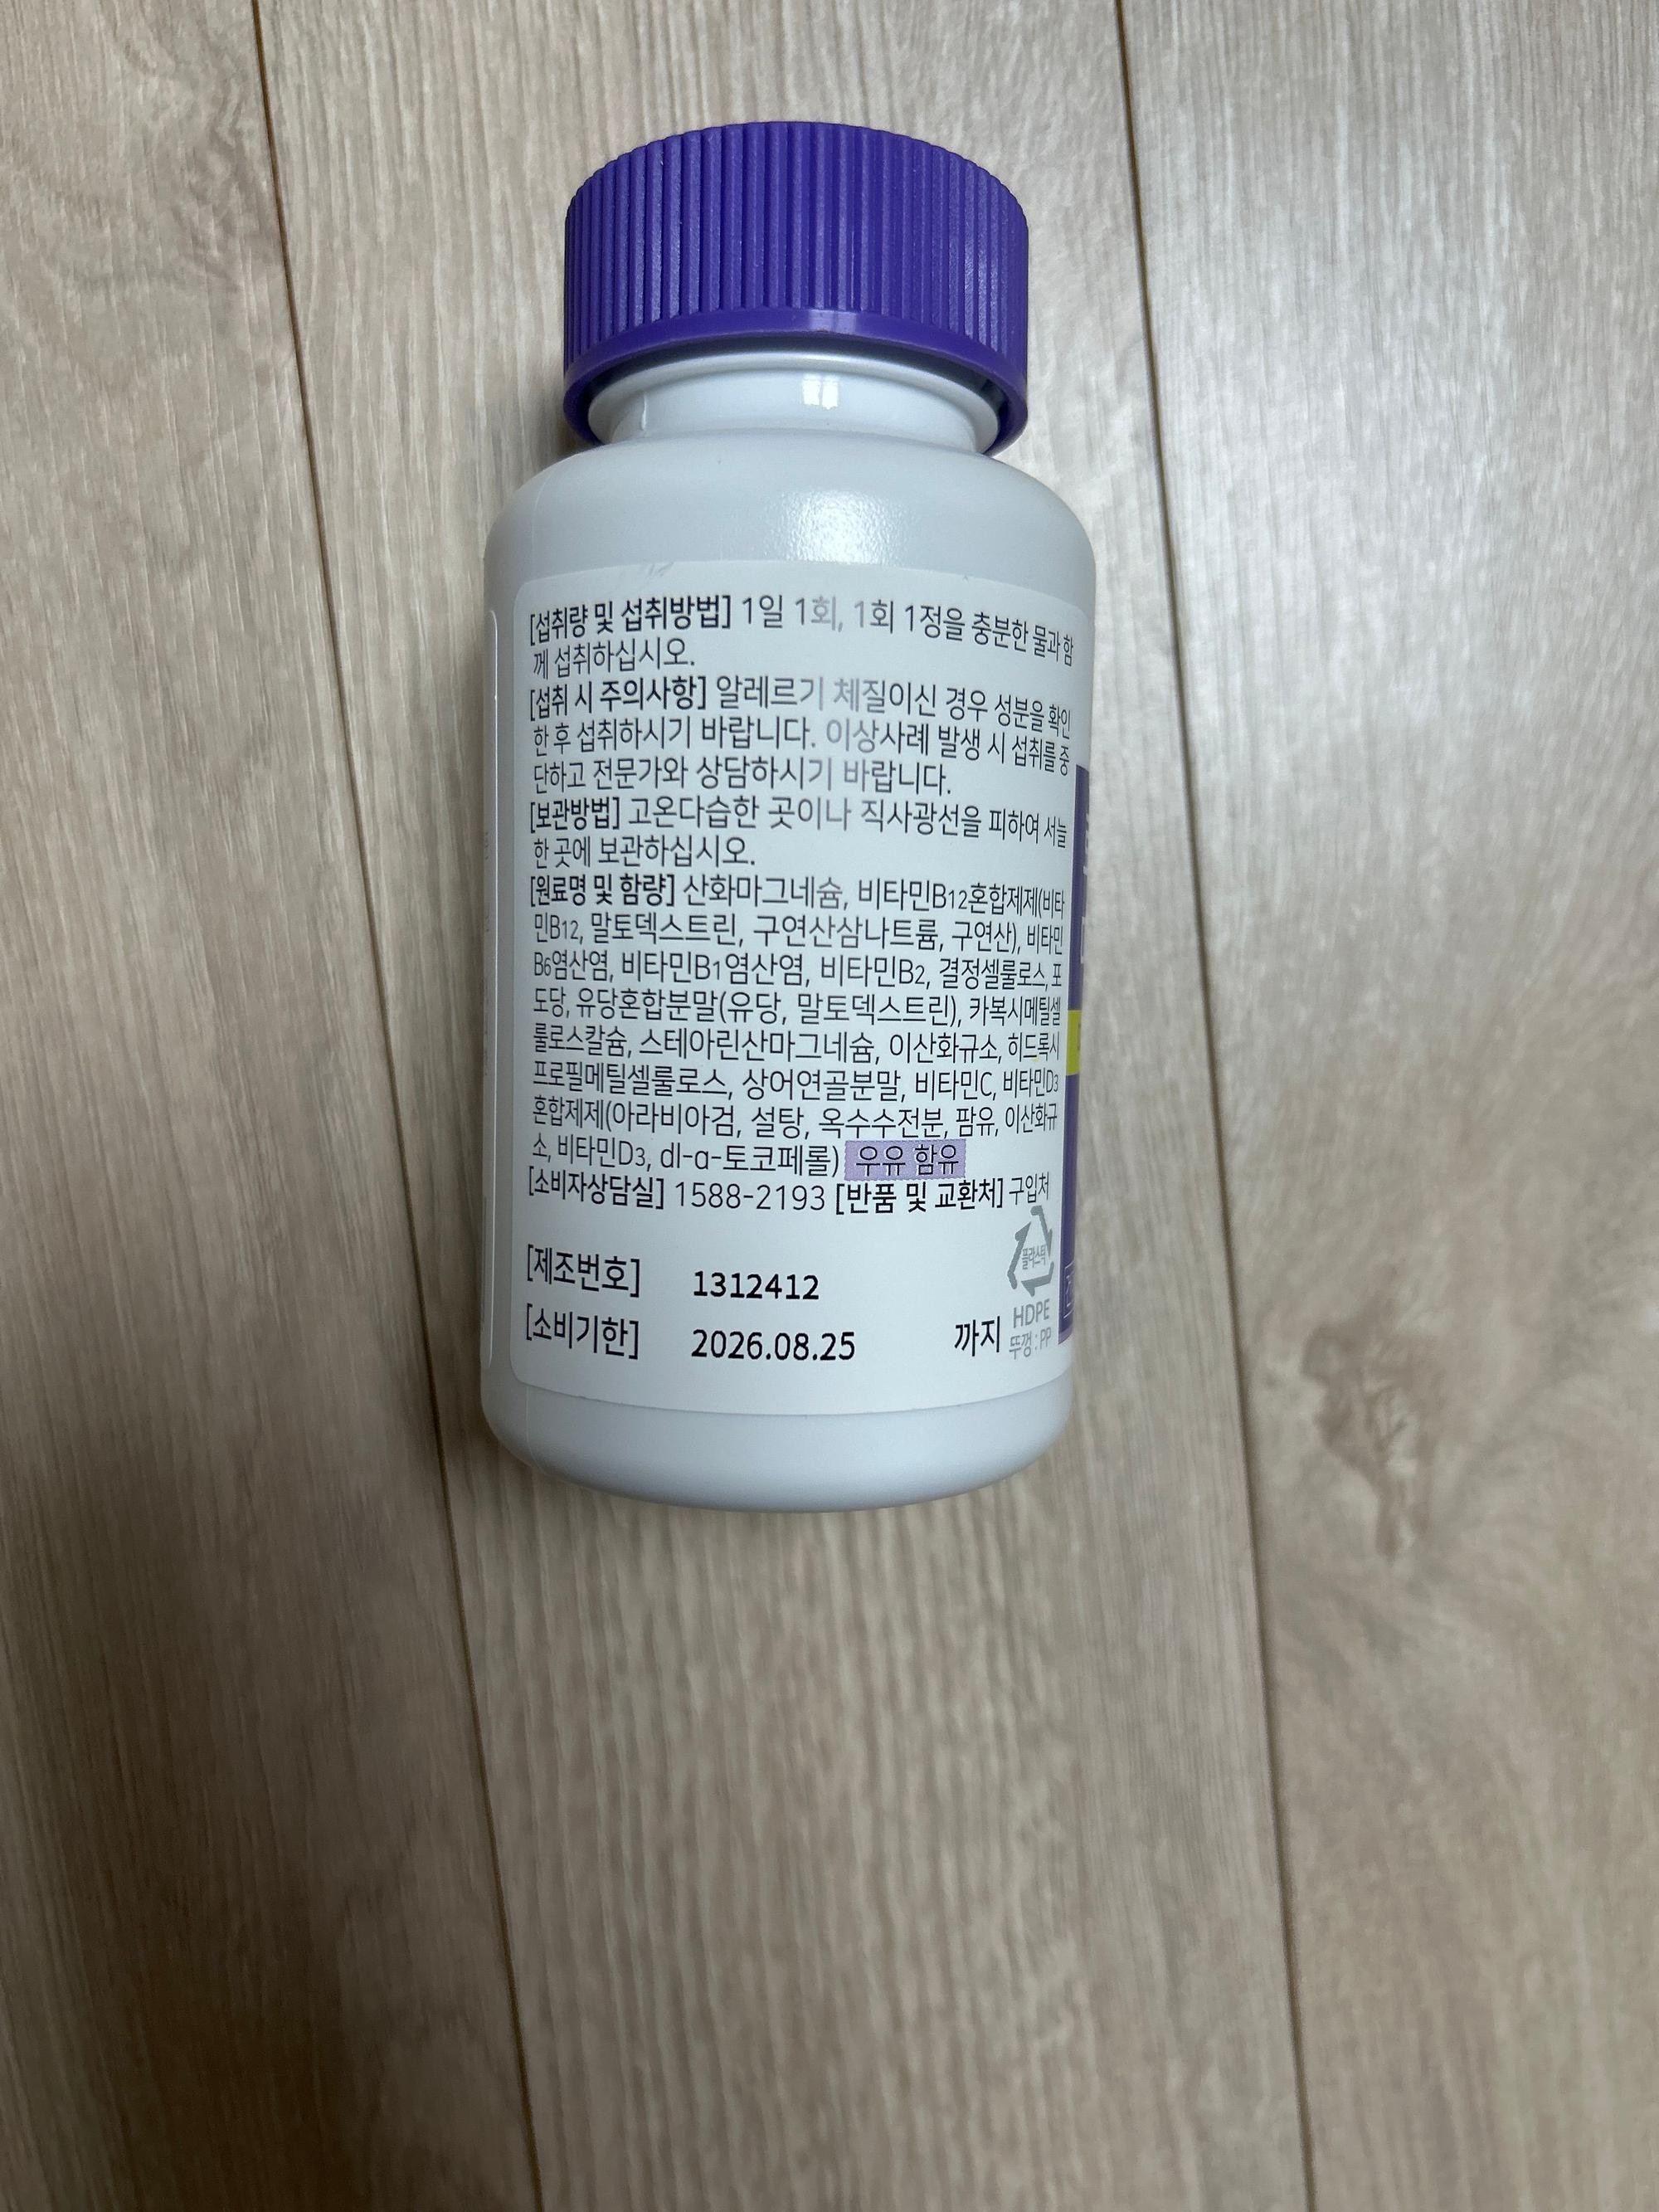 [섭취량 및 섭취방법] 1일 1회, 1회 1정을 충분한 물과 함
께 섭취하십시오.
[섭취 시 주의사항] 알레르기 체질이신 경우 성분을 확인
한 후 섭취하시기 바랍니다. 이상사례 발생 시 섭취를 중
단하고 전문가와 상담하시기 바랍니다.
[보관방법] 고온다습한 곳이나 직사광선을 피하여 서늘
한 곳에 보관하십시오.
[원료명 및 함량] 산화마그네슘, 비타민B12혼합제제(비타
민B12, 말토덱스트린, 구연산삼나트륨, 구연산), 비타민
B6염산염, 비타민B1염산염, 비타민B2, 결정셀룰로스, 포
도당, 유당혼합분말(유당, 말토덱스트린), 카복시메틸셀
룰로스칼슘, 스테아린산마그네슘, 이산화규소, 히드록시
프로필메틸셀룰로스, 상어연골분말, 비타민C, 비타민D3
혼합제제(아라비아검, 설탕, 옥수수전분, 팜유, 이산화규
소, 비타민D3, dl-α-토코페롤) 우유 함유
[소비자상담실] 1588-2193 [반품 및 교환처] 구입처
플라스틱
HDPE
뚜껑 : PP
[제조번호] 1312412
[소비기한] 2026.08.25 까지